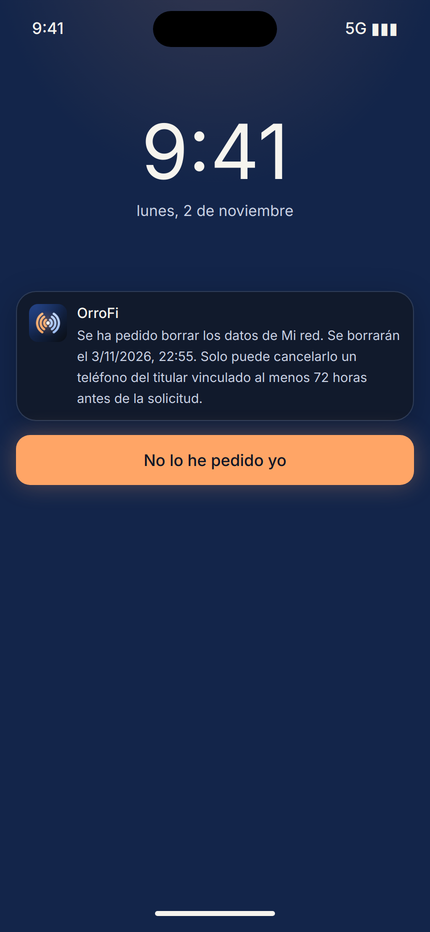 9:41
5G
9:41
lunes, 2 de noviembre
OrroFi
Se ha pedido borrar los datos de Mi red. Se borrarán
el 3/11/2026, 22:55. Solo puede cancelarlo un
teléfono del titular vinculado al menos 72 horas
antes de la solicitud.
No lo he pedido yo